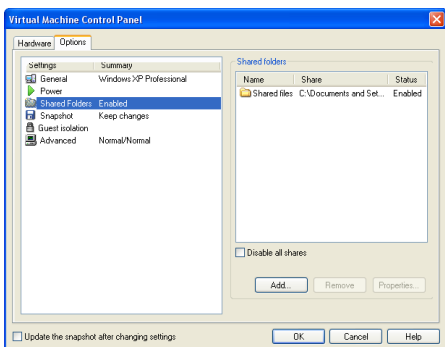 Virtual Machine Control Panel
Hardware Options
Settings Summary
General Windows XP Professional
Power
Shared Folders Enabled
Snapshot Keep changes
Guest isolation
Advanced Normal/Normal
Shared folders
Name Share Status
Shared files C:\Documents and Set... Enabled
Disable all shares
Add... Remove Properties...
Update the snapshot after changing settings
OK Cancel Help